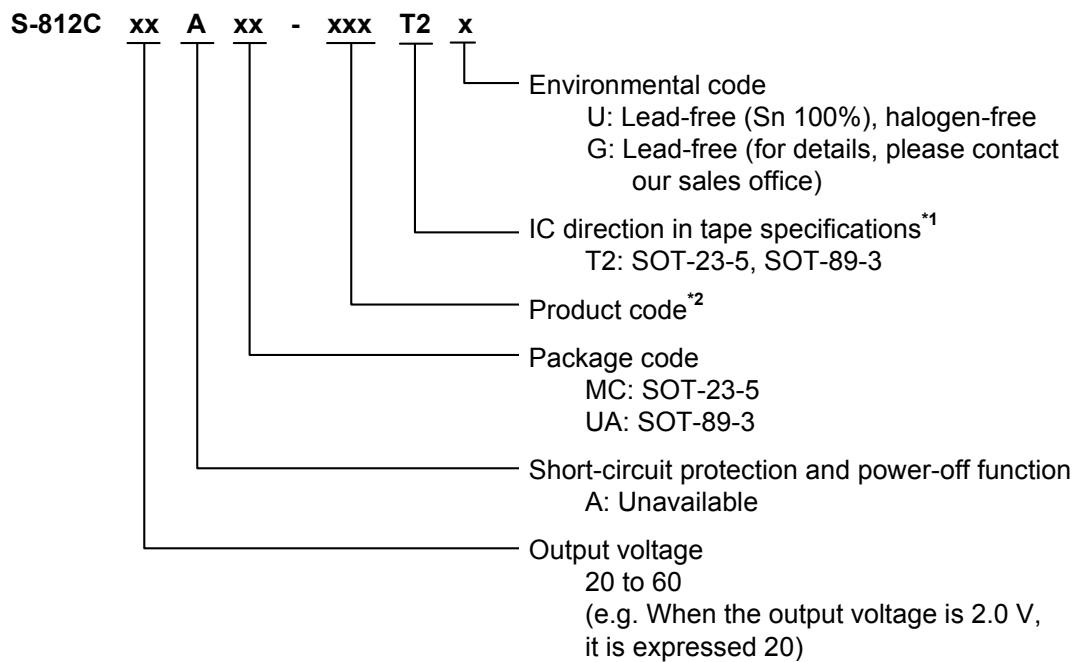 S-812C xx A xx - xxx T2 x
Environmental code
U: Lead-free (Sn 100%), halogen-free
G: Lead-free (for details, please contact
our sales office)
IC direction in tape specifications*1
T2: SOT-23-5, SOT-89-3
Product code*2
Package code
MC: SOT-23-5
UA: SOT-89-3
Short-circuit protection and power-off function
A: Unavailable
Output voltage
20 to 60
(e.g. When the output voltage is 2.0 V,
it is expressed 20)